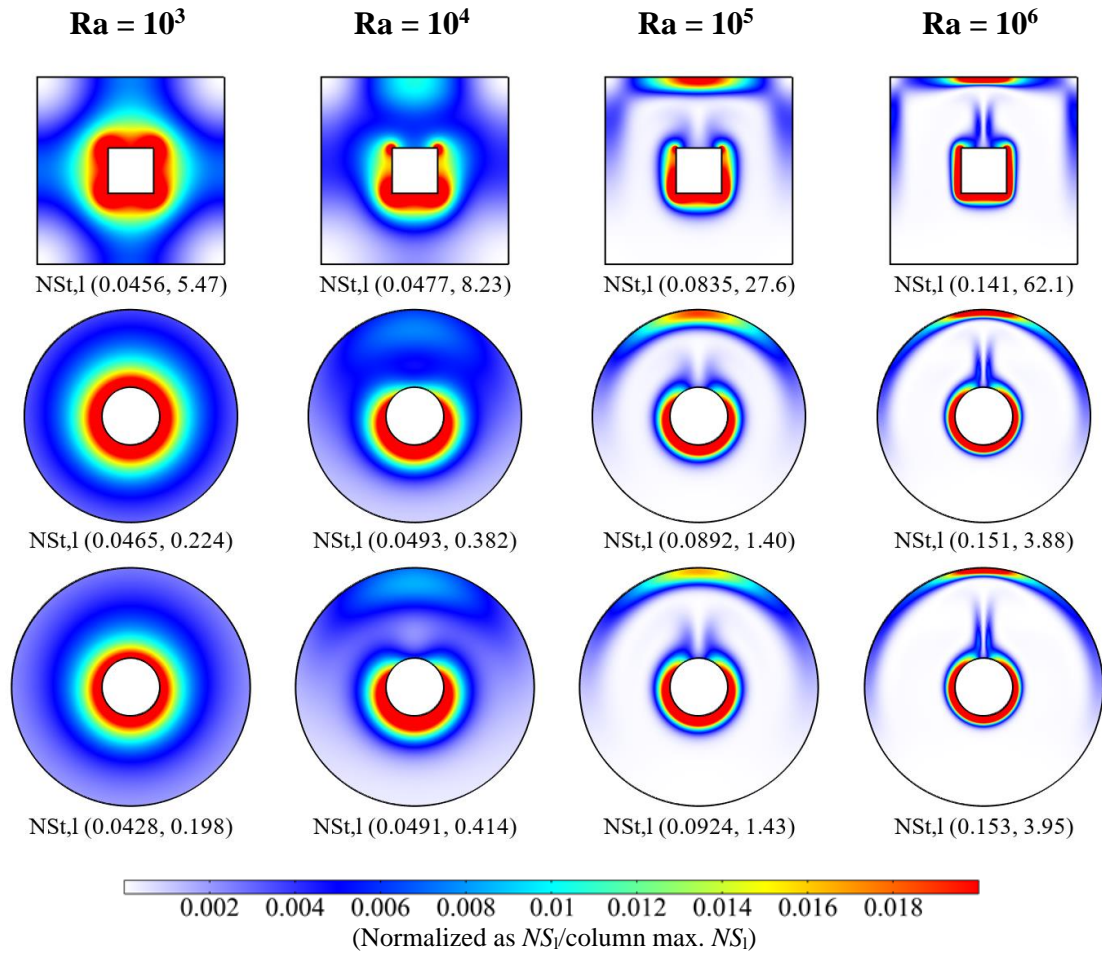 Ra = 10³ Ra = 10⁴ Ra = 10⁵ Ra = 10⁶
NSt,l (0.0456, 5.47) NSt,l (0.0477, 8.23) NSt,l (0.0835, 27.6) NSt,l (0.141, 62.1)
NSt,l (0.0465, 0.224) NSt,l (0.0493, 0.382) NSt,l (0.0892, 1.40) NSt,l (0.151, 3.88)
NSt,l (0.0428, 0.198) NSt,l (0.0491, 0.414) NSt,l (0.0924, 1.43) NSt,l (0.153, 3.95)
0.002 0.004 0.006 0.008 0.01 0.012 0.014 0.016 0.018
(Normalized as NSₗ/column max. NSₗ)